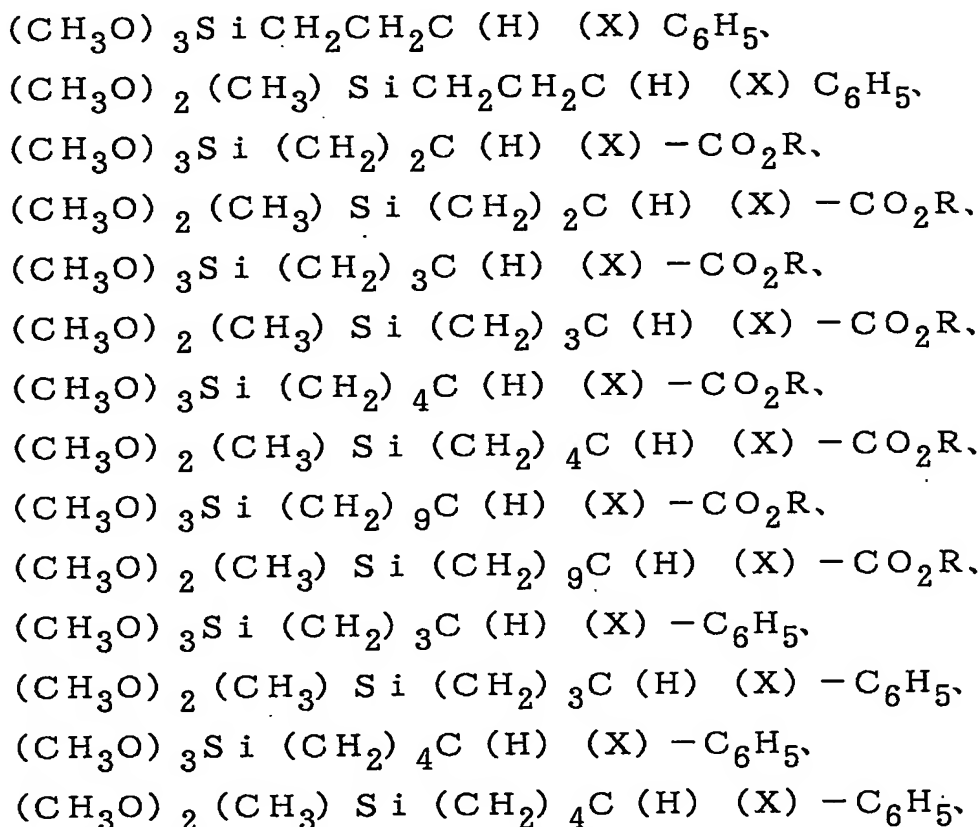 (CH₃O)₃SiCH₂CH₂C(H)(X)C₆H₅、
(CH₃O)₂(CH₃)SiCH₂CH₂C(H)(X)C₆H₅、
(CH₃O)₃Si(CH₂)₂C(H)(X)−CO₂R、
(CH₃O)₂(CH₃)Si(CH₂)₂C(H)(X)−CO₂R、
(CH₃O)₃Si(CH₂)₃C(H)(X)−CO₂R、
(CH₃O)₂(CH₃)Si(CH₂)₃C(H)(X)−CO₂R、
(CH₃O)₃Si(CH₂)₄C(H)(X)−CO₂R、
(CH₃O)₂(CH₃)Si(CH₂)₄C(H)(X)−CO₂R、
(CH₃O)₃Si(CH₂)₉C(H)(X)−CO₂R、
(CH₃O)₂(CH₃)Si(CH₂)₉C(H)(X)−CO₂R、
(CH₃O)₃Si(CH₂)₃C(H)(X)−C₆H₅、
(CH₃O)₂(CH₃)Si(CH₂)₃C(H)(X)−C₆H₅、
(CH₃O)₃Si(CH₂)₄C(H)(X)−C₆H₅、
(CH₃O)₂(CH₃)Si(CH₂)₄C(H)(X)−C₆H₅、